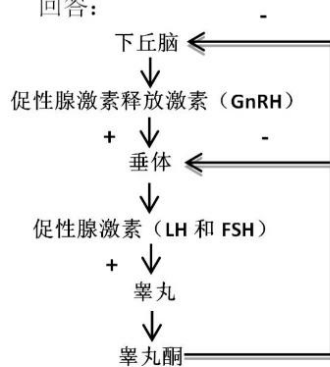 回答：
-
下丘脑
促性腺激素释放激素（GnRH）
+ -
垂体
促性腺激素（LH 和 FSH）
+
睾丸
睾丸酮